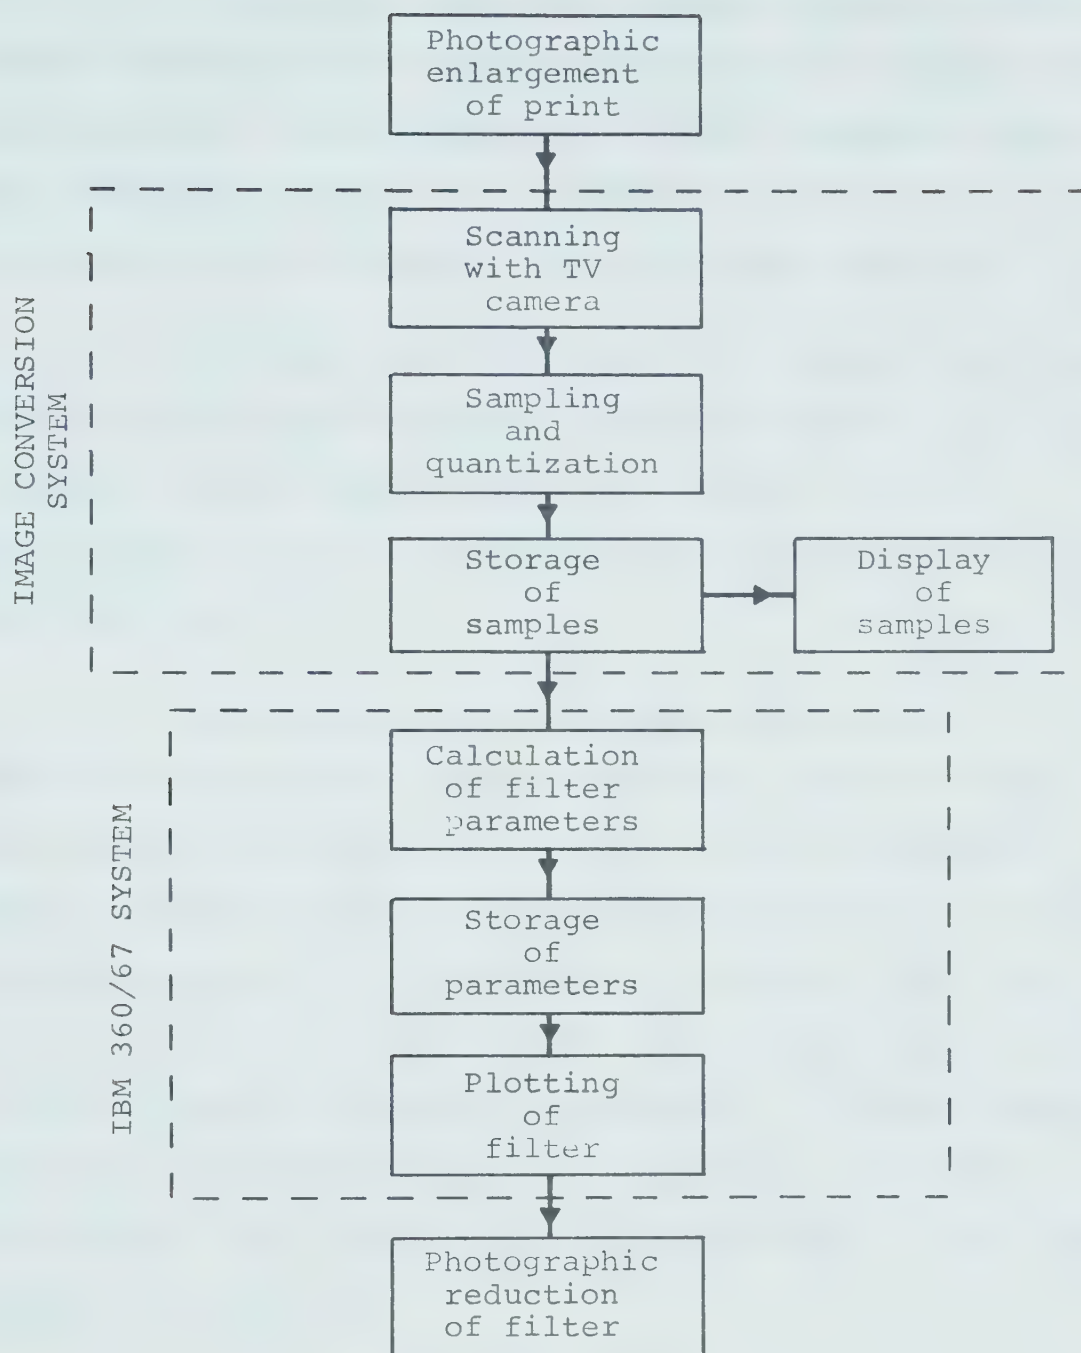 Photographic
enlargement
of print
IMAGE CONVERSION
SYSTEM
Scanning
with TV
camera
Sampling
and
quantization
Storage
of
samples
Display
of
samples
IBM 360/67 SYSTEM
Calculation
of filter
parameters
Storage
of
parameters
Plotting
of
filter
Photographic
reduction
of filter